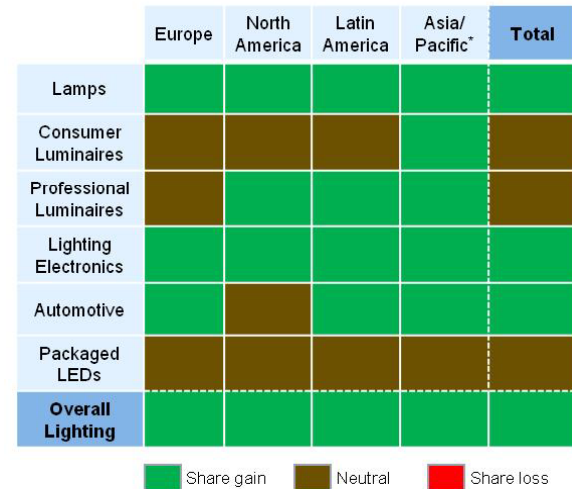 Europe
North
America
Latin
America
Asia/
Pacific*
Total
Lamps
Consumer
Luminaires
Professional
Luminaires
Lighting
Electronics
Automotive
Packaged
LEDs
Overall
Lighting
Share gain
Neutral
Share loss